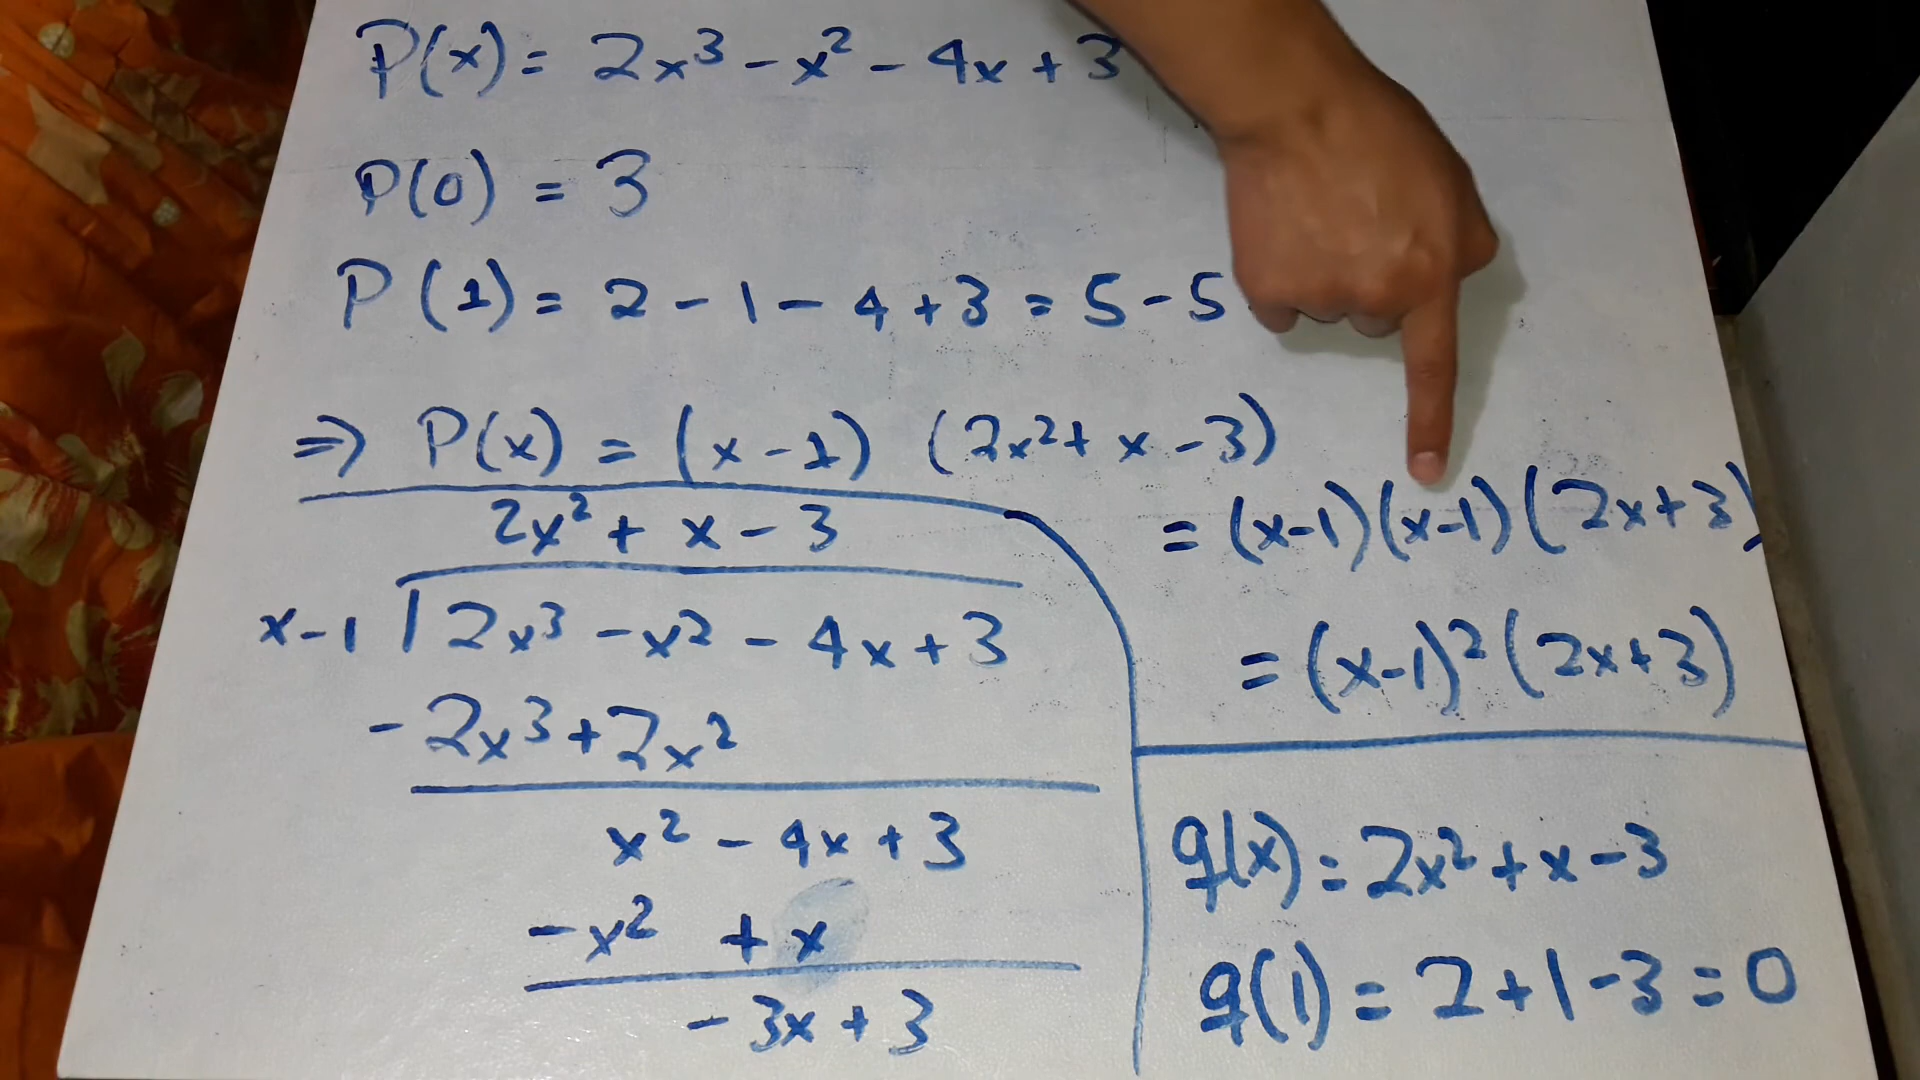 P(x) = 2x³ - x² - 4x + 3
P(0) = 3
P(1) = 2 - 1 - 4 + 3 = 5 - 5
⇒ P(x) = (x - 1) (2x² + x - 3)
= (x-1)(x-1)(2x+3)
= (x-1)²(2x+3)
2x² + x - 3
x-1 | 2x³ - x² - 4x + 3
- 2x³ + 2x²
x² - 4x + 3
- x² + x
- 3x + 3
q(x) = 2x² + x - 3
q(1) = 2 + 1 - 3 = 0